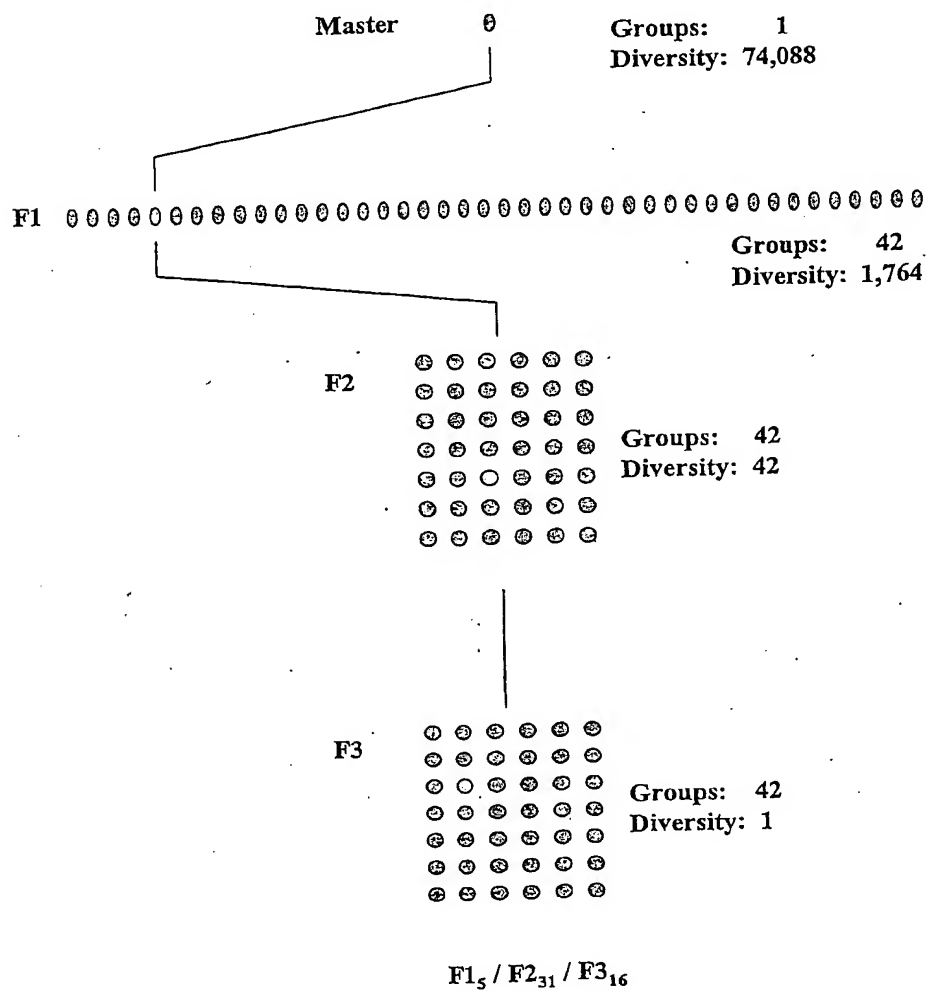 Master
Groups: 1
Diversity: 74,088
F1
Groups: 42
Diversity: 1,764
F2
Groups: 42
Diversity: 42
F3
Groups: 42
Diversity: 1
F1₅ / F2₃₁ / F3₁₆